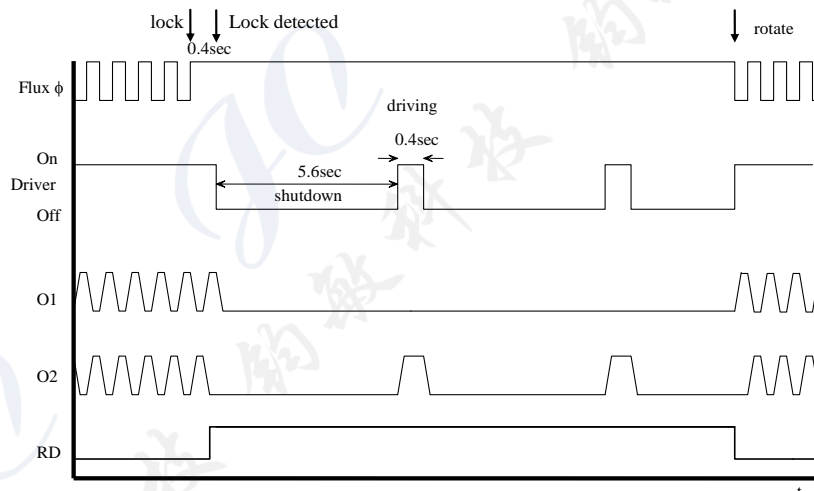 lock
Lock detected
0.4sec
rotate
Flux ϕ
driving
On
0.4sec
Driver
5.6sec
shutdown
Off
O1
O2
RD
t